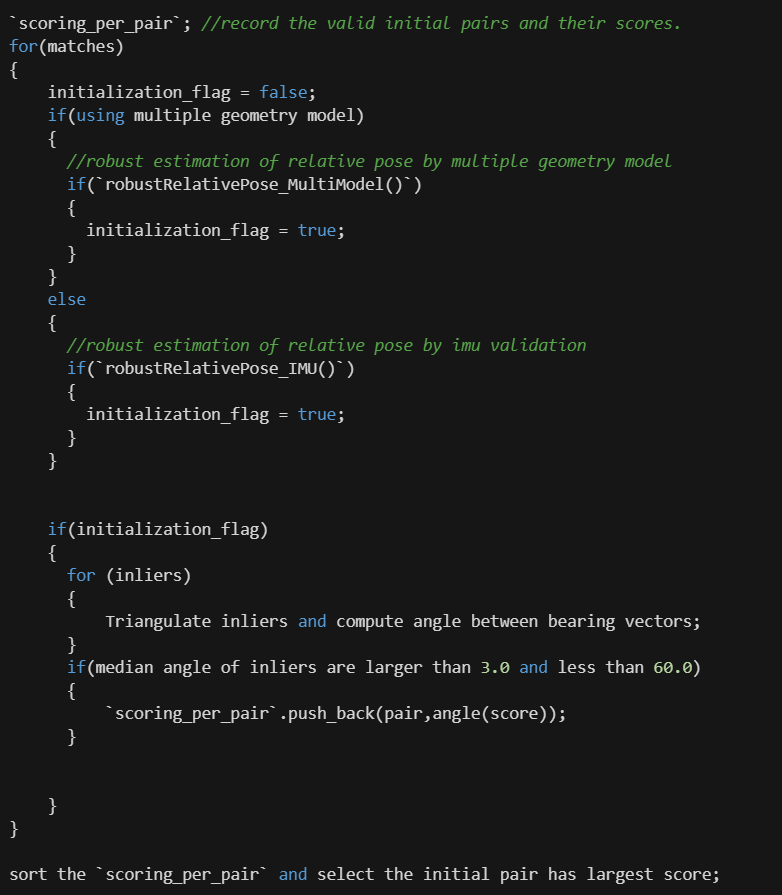 `scoring_per_pair`; //record the valid initial pairs and their scores.
for(matches)
{
    initialization_flag = false;
    if(using multiple geometry model)
    {
      //robust estimation of relative pose by multiple geometry model
      if(`robustRelativePose_MultiModel()`)
      {
        initialization_flag = true;
      }
    }
    else
    {
      //robust estimation of relative pose by imu validation
      if(`robustRelativePose_IMU()`)
      {
        initialization_flag = true;
      }
    }
    if(initialization_flag)
    {
      for (inliers)
      {
          Triangulate inliers and compute angle between bearing vectors;
      }
      if(median angle of inliers are larger than 3.0 and less than 60.0)
      {
          `scoring_per_pair`.push_back(pair,angle(score));
      }
    }
}
sort the `scoring_per_pair` and select the initial pair has largest score;